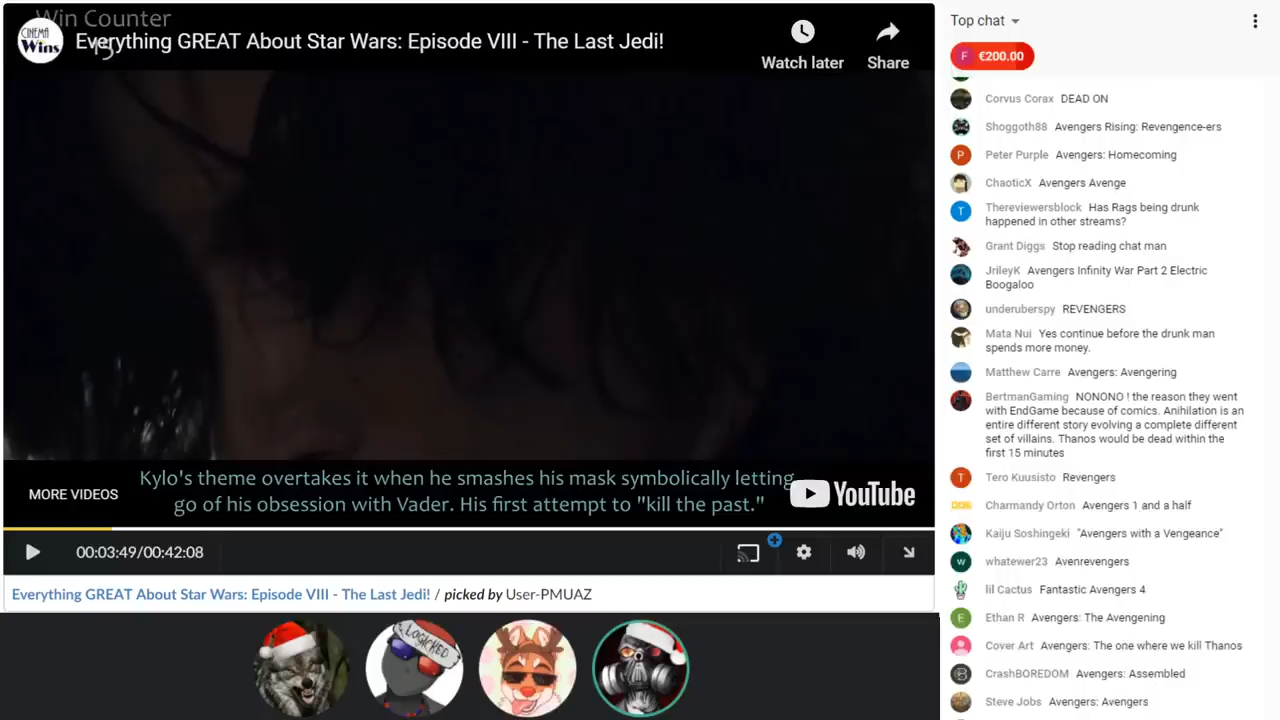 Win Counter
15
CINEMA
Wins
Everything GREAT About Star Wars: Episode VIII - The Last Jedi!
Watch later
Share
Kylo's theme overtakes it when he smashes his mask symbolically letting
go of his obsession with Vader. His first attempt to "kill the past."
MORE VIDEOS
YouTube
00:03:49/00:42:08
Everything GREAT About Star Wars: Episode VIII - The Last Jedi! / picked by User-PMUAZ
LOGICKED
Top chat
F €200.00
Corvus Corax DEAD ON
Shoggoth88 Avengers Rising: Revengence-ers
P Peter Purple Avengers: Homecoming
ChaoticX Avengers Avenge
T Thereviewersblock Has Rags being drunk
happened in other streams?
Grant Diggs Stop reading chat man
JrileyK Avengers Infinity War Part 2 Electric
Boogaloo
underuberspy REVENGERS
Mata Nui Yes continue before the drunk man
spends more money.
Matthew Carre Avengers: Avengering
BertmanGaming NONONO ! the reason they went
with EndGame because of comics. Anihilation is an
entire different story evolving a complete different
set of villains. Thanos would be dead within the
first 15 minutes
T Tero Kuusisto Revengers
Charmandy Orton Avengers 1 and a half
Kaiju Soshingeki "Avengers with a Vengeance"
w whatewer23 Avenrevengers
lil Cactus Fantastic Avengers 4
E Ethan R Avengers: The Avengening
Cover Art Avengers: The one where we kill Thanos
CrashBOREDOM Avengers: Assembled
Steve Jobs Avengers: Avengers